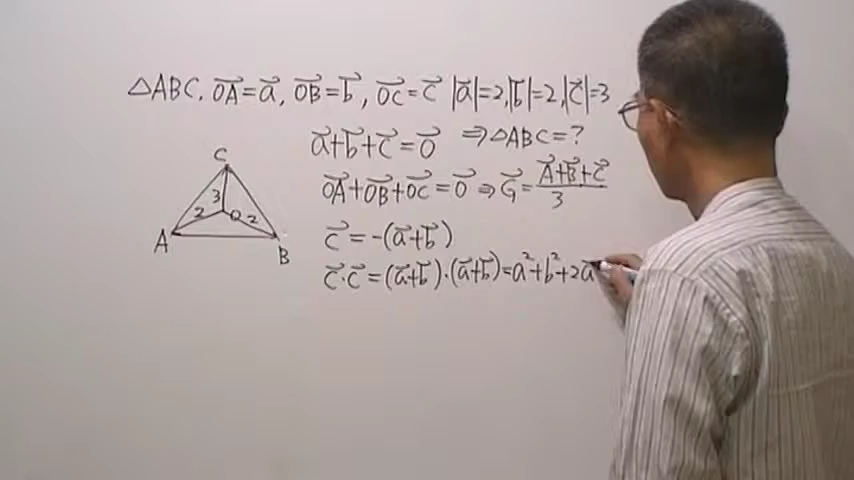 △ABC. OA⃗=a⃗, OB⃗=b⃗, OC⃗=c⃗ |a⃗|=2,|b⃗|=2,|c⃗|=3
a⃗+b⃗+c⃗=0⃗ ⇒△ABC=?
OA⃗+OB⃗+OC⃗=0⃗ ⇒ G⃗=(A⃗+B⃗+C⃗)/3
C
3
2 O 2
A
B
c⃗=-(a⃗+b⃗)
c⃗·c⃗=(a⃗+b⃗)·(a⃗+b⃗)=a²+b²+2a